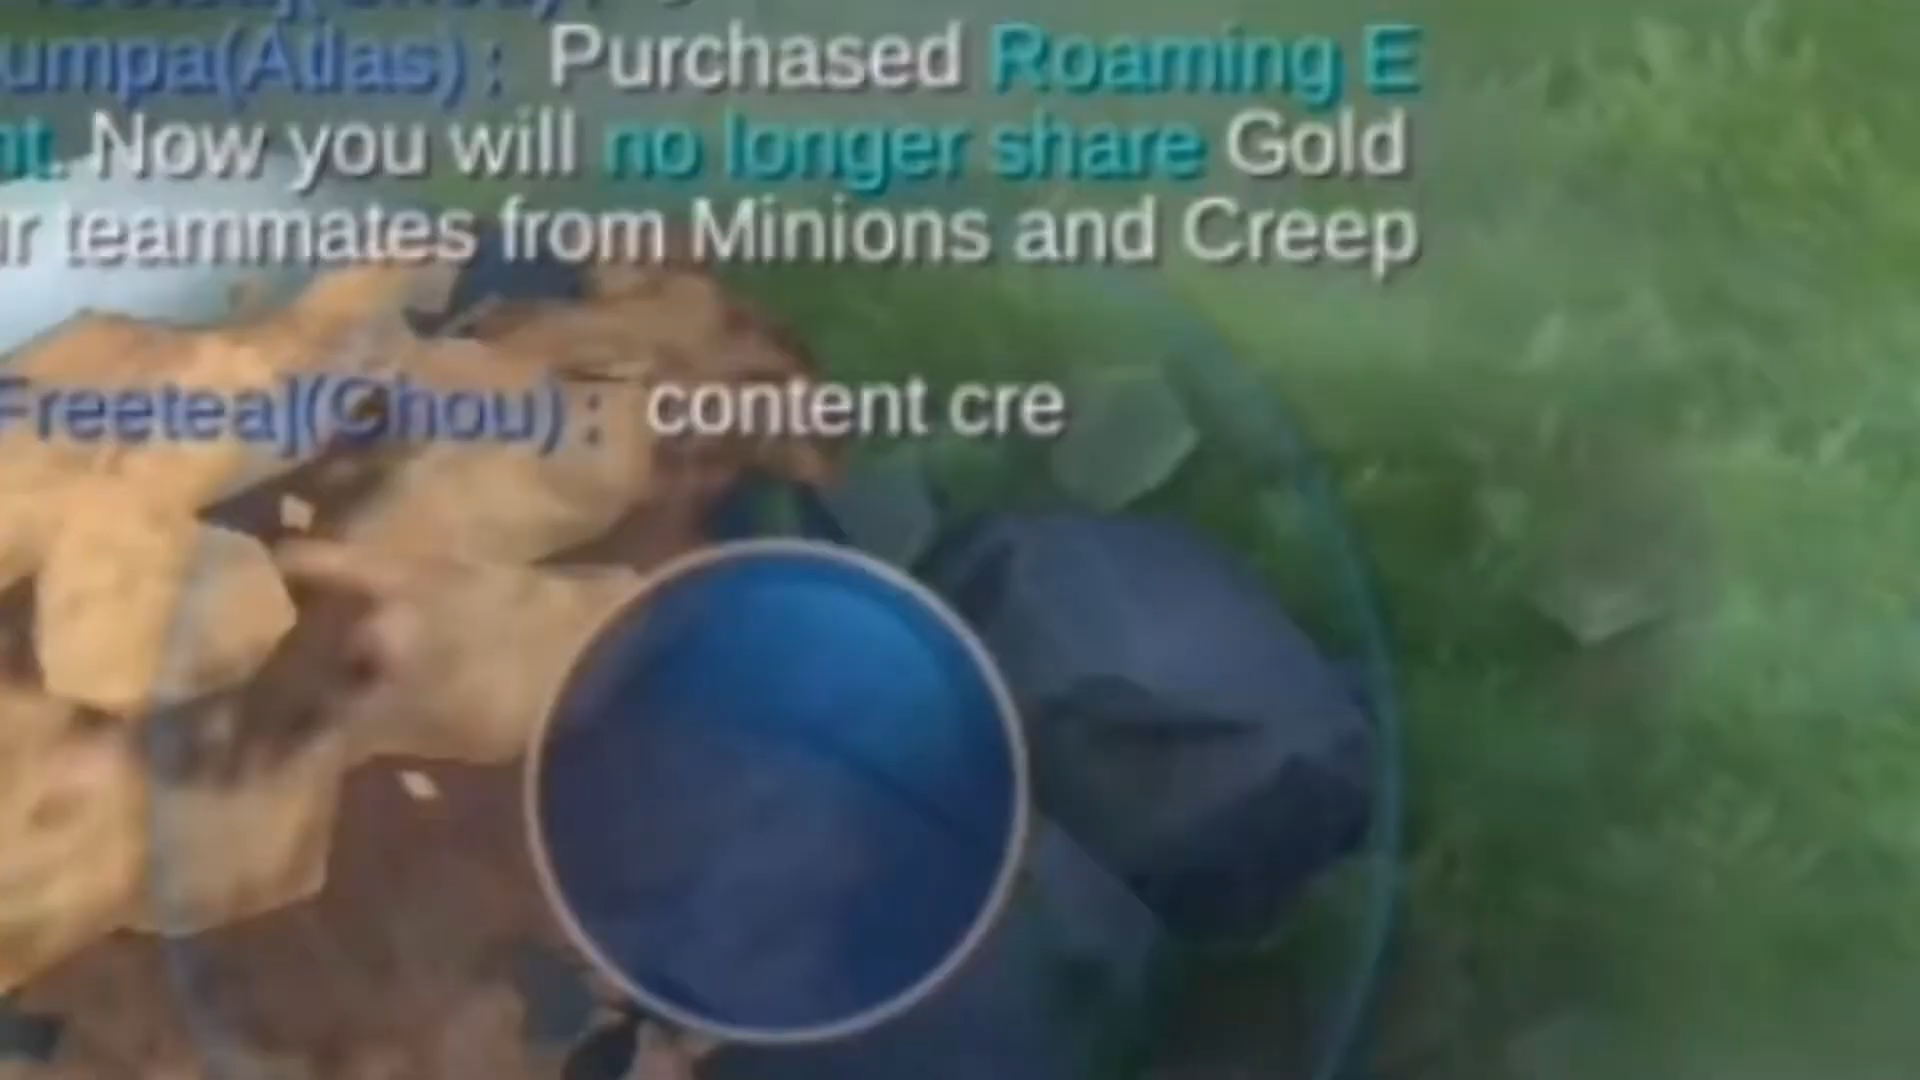 umpa(Atlas) : Purchased Roaming E
nt. Now you will no longer share Gold
ur teammates from Minions and Creep
Freetea](Chou) : content cre